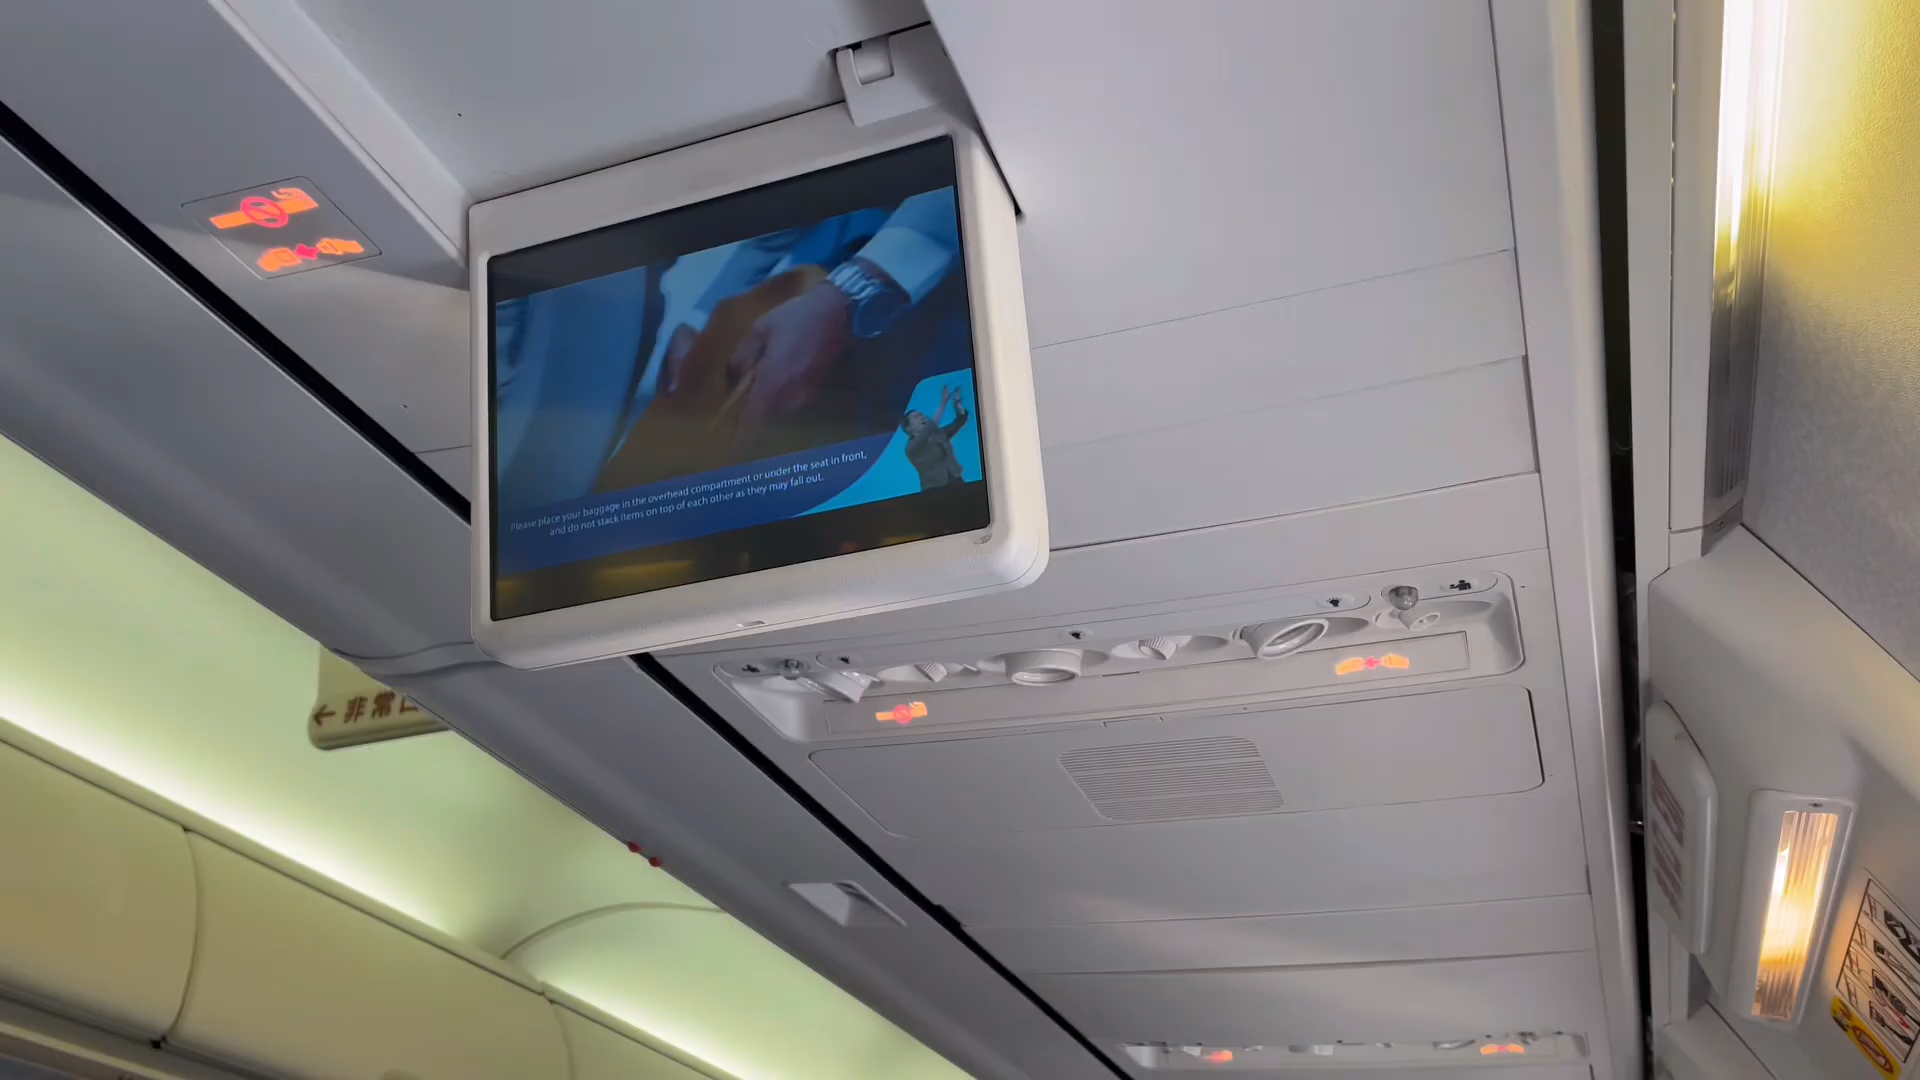 Please place your baggage in the overhead compartment or under the seat in front,
and do not stack items on top of each other as they may fall out.
← 非常口